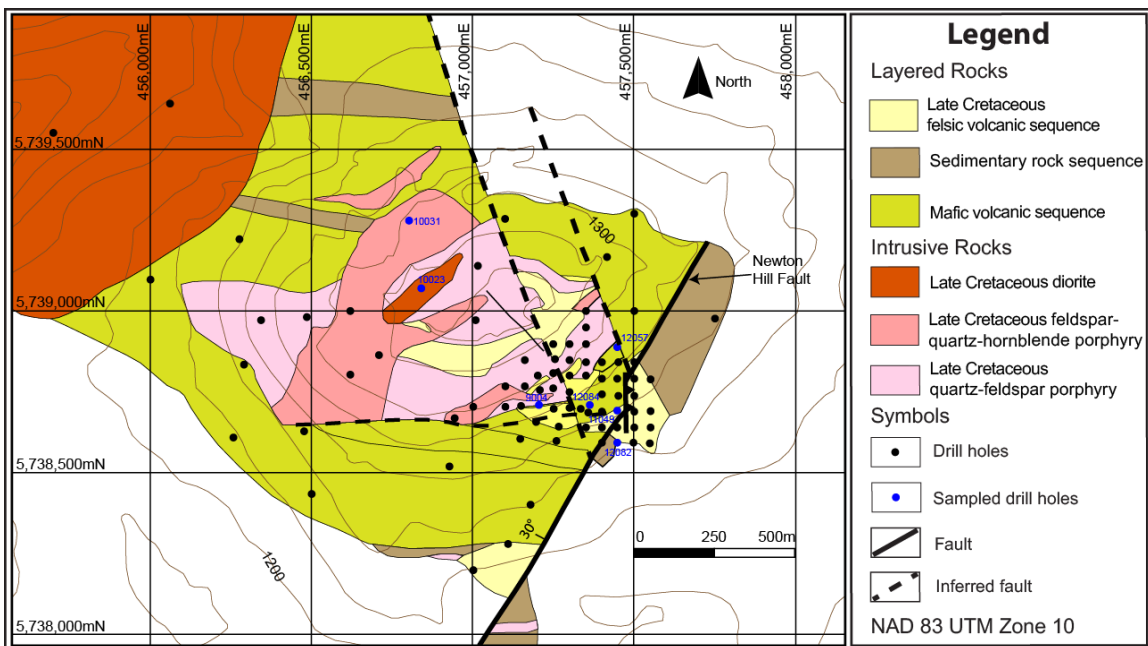 456,000mE
456,500mE
457,000mE
457,500mE
458,000mE
North
5,739,500mN
10031
1300
Newton
Hill Fault
10023
5,739,000mN
12057
9004
12084
11049
12082
5,738,500mN
30°
0 250 500m
1200
5,738,000mN
Legend
Layered Rocks
Late Cretaceous
felsic volcanic sequence
Sedimentary rock sequence
Mafic volcanic sequence
Intrusive Rocks
Late Cretaceous diorite
Late Cretaceous feldspar-
quartz-hornblende porphyry
Late Cretaceous
quartz-feldspar porphyry
Symbols
Drill holes
Sampled drill holes
Fault
Inferred fault
NAD 83 UTM Zone 10